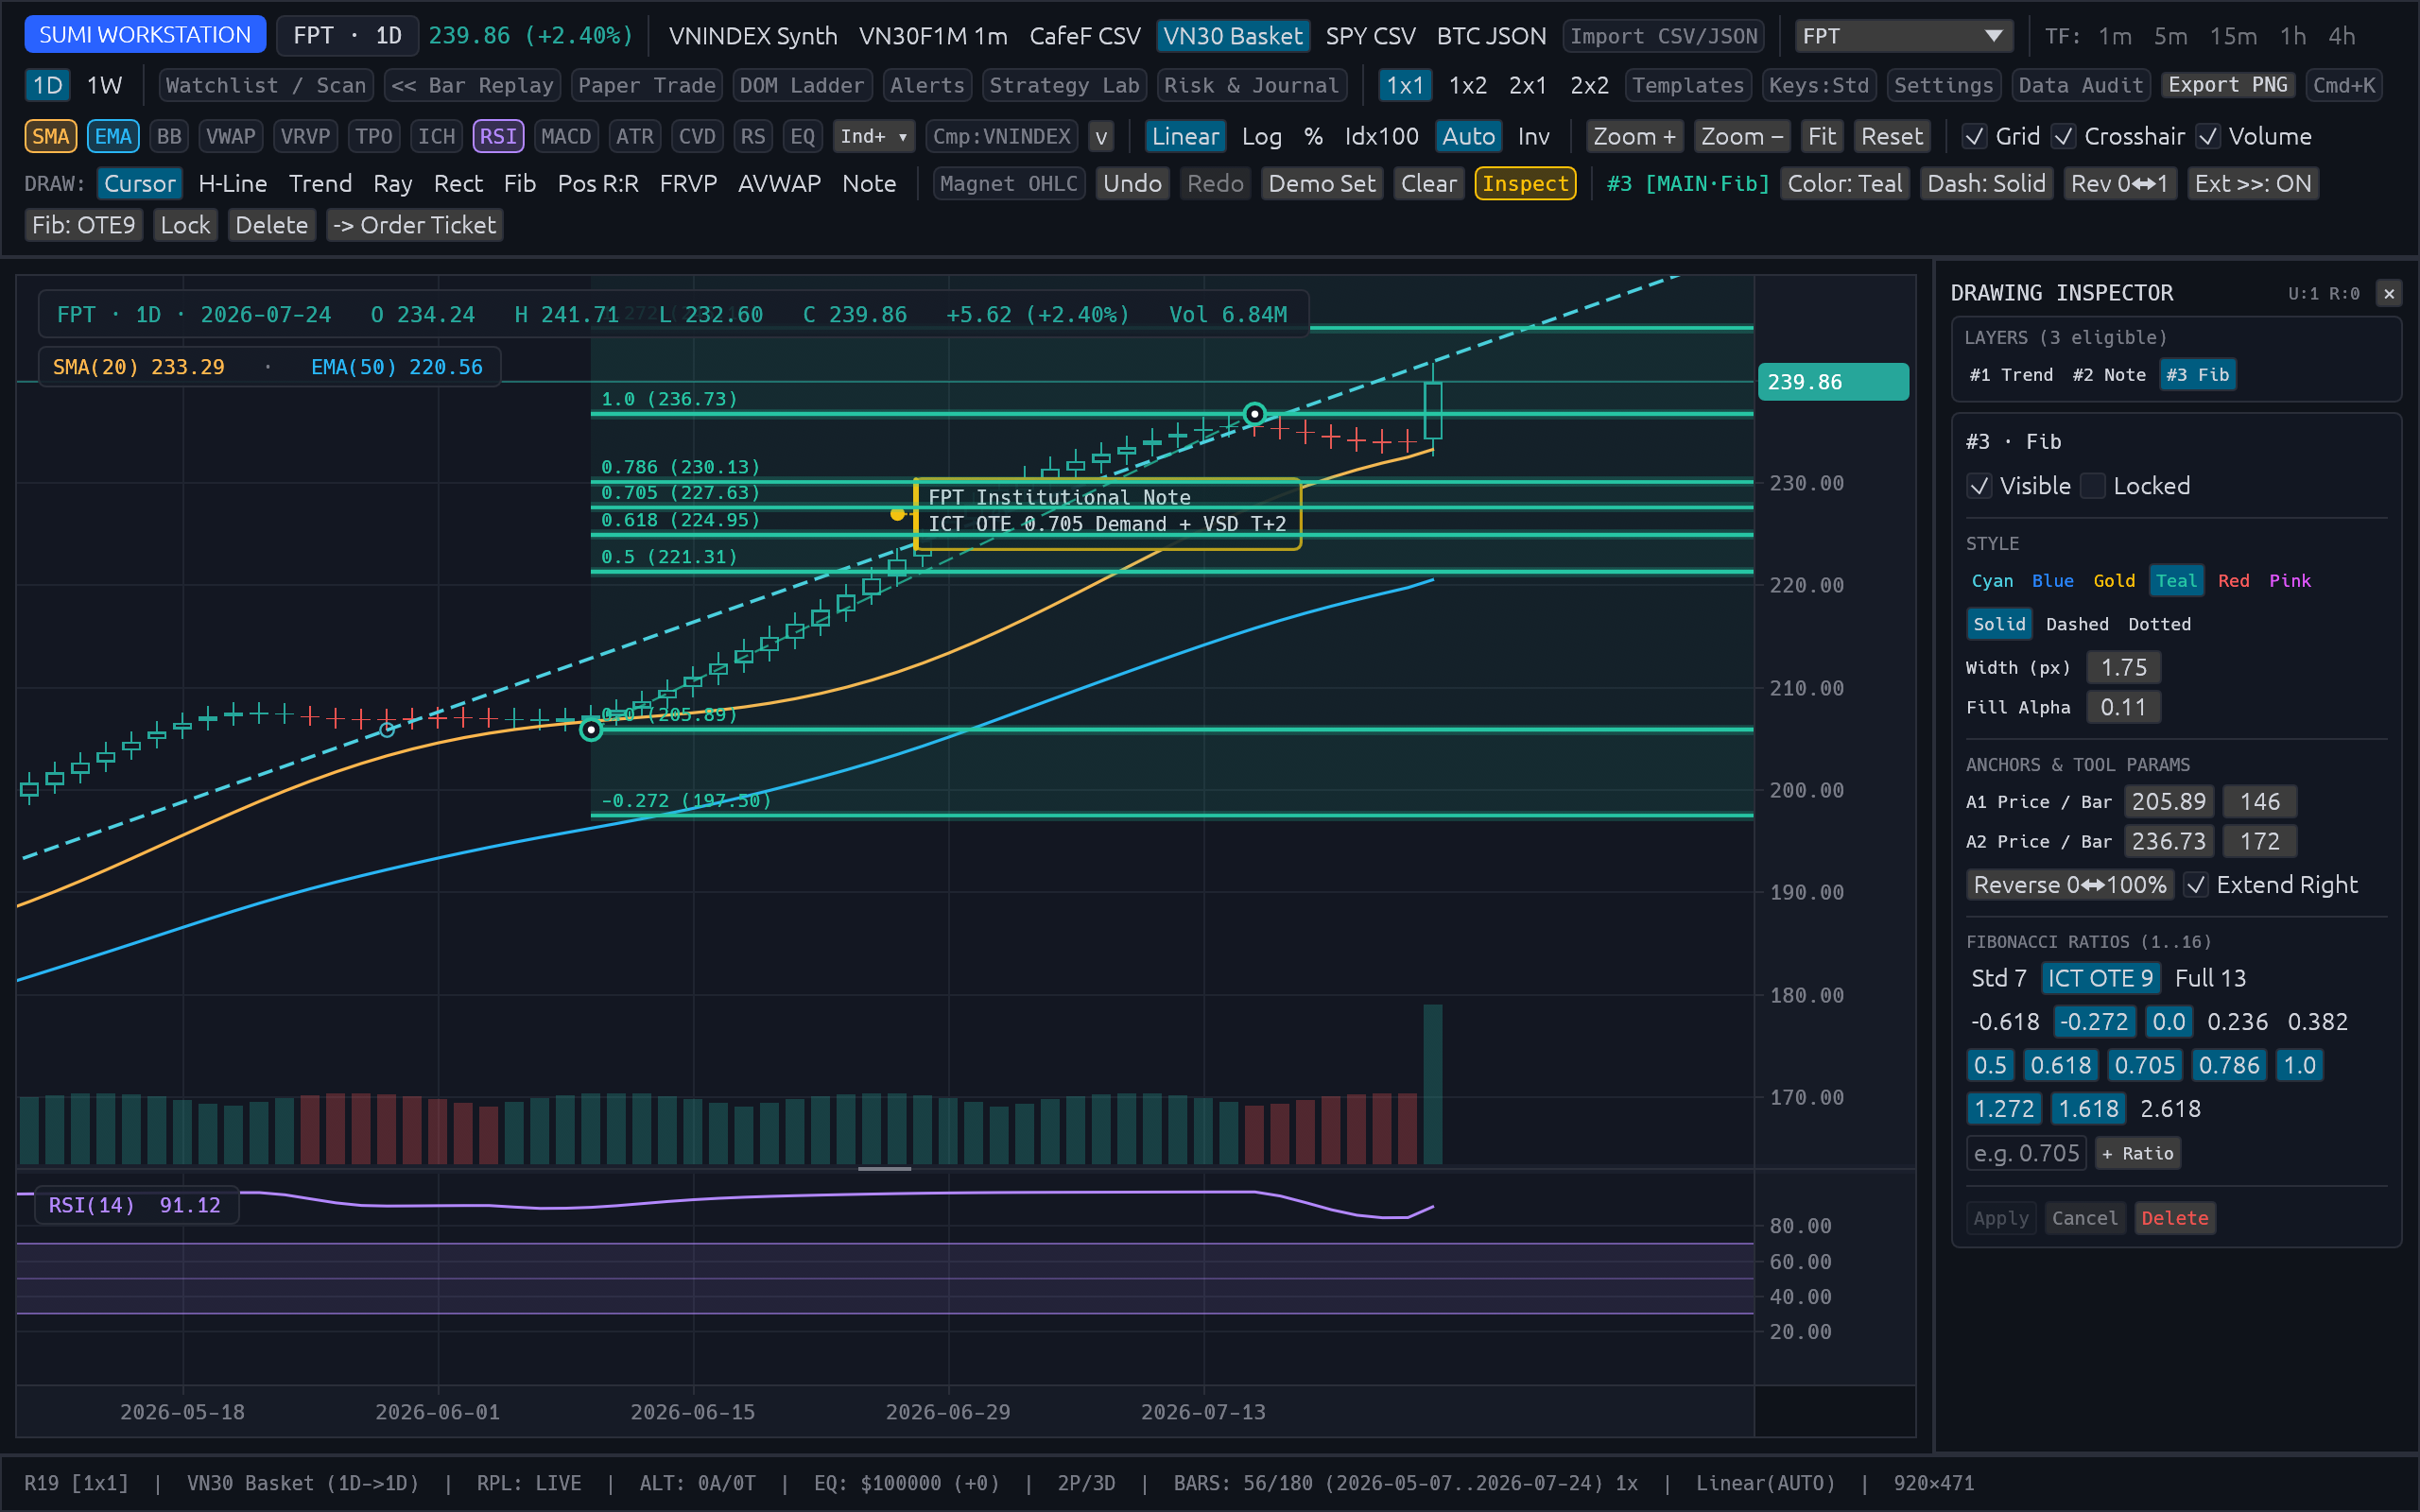 SUMI WORKSTATION FPT · 1D 239.86 (+2.40%) VNINDEX Synth VN30F1M 1m CafeF CSV VN30 Basket SPY CSV BTC JSON Import CSV/JSON FPT TF: 1m 5m 15m 1h 4h
1D 1W Watchlist / Scan << Bar Replay Paper Trade DOM Ladder Alerts Strategy Lab Risk & Journal 1x1 1x2 2x1 2x2 Templates Keys:Std Settings Data Audit Export PNG Cmd+K
SMA EMA BB VWAP VRVP TPO ICH RSI MACD ATR CVD RS EQ Ind+ ▾ Cmp:VNINDEX v Linear Log % Idx100 Auto Inv Zoom + Zoom − Fit Reset Grid Crosshair Volume
DRAW: Cursor H-Line Trend Ray Rect Fib Pos R:R FRVP AVWAP Note Magnet OHLC Undo Redo Demo Set Clear Inspect #3 [MAIN·Fib] Color: Teal Dash: Solid Rev 0↔1 Ext >>: ON
Fib: OTE9 Lock Delete -> Order Ticket
FPT · 1D · 2026-07-24 O 234.24 H 241.71 L 232.60 C 239.86 +5.62 (+2.40%) Vol 6.84M
SMA(20) 233.29 · EMA(50) 220.56
1.0 (236.73)
0.786 (230.13)
0.705 (227.63)
0.618 (224.95)
0.5 (221.31)
0.0 (205.89)
-0.272 (197.50)
FPT Institutional Note
ICT OTE 0.705 Demand + VSD T+2
239.86
230.00
220.00
210.00
200.00
190.00
180.00
170.00
RSI(14) 91.12
80.00
60.00
40.00
20.00
2026-05-18 2026-06-01 2026-06-15 2026-06-29 2026-07-13
DRAWING INSPECTOR U:1 R:0 ×
LAYERS (3 eligible)
#1 Trend #2 Note #3 Fib
#3 · Fib
Visible Locked
STYLE
Cyan Blue Gold Teal Red Pink
Solid Dashed Dotted
Width (px) 1.75
Fill Alpha 0.11
ANCHORS & TOOL PARAMS
A1 Price / Bar 205.89 146
A2 Price / Bar 236.73 172
Reverse 0↔100% Extend Right
FIBONACCI RATIOS (1..16)
Std 7 ICT OTE 9 Full 13
-0.618 -0.272 0.0 0.236 0.382
0.5 0.618 0.705 0.786 1.0
1.272 1.618 2.618
e.g. 0.705 + Ratio
Apply Cancel Delete
R19 [1x1] | VN30 Basket (1D->1D) | RPL: LIVE | ALT: 0A/0T | EQ: $100000 (+0) | 2P/3D | BARS: 56/180 (2026-05-07..2026-07-24) 1x | Linear(AUTO) | 920×471